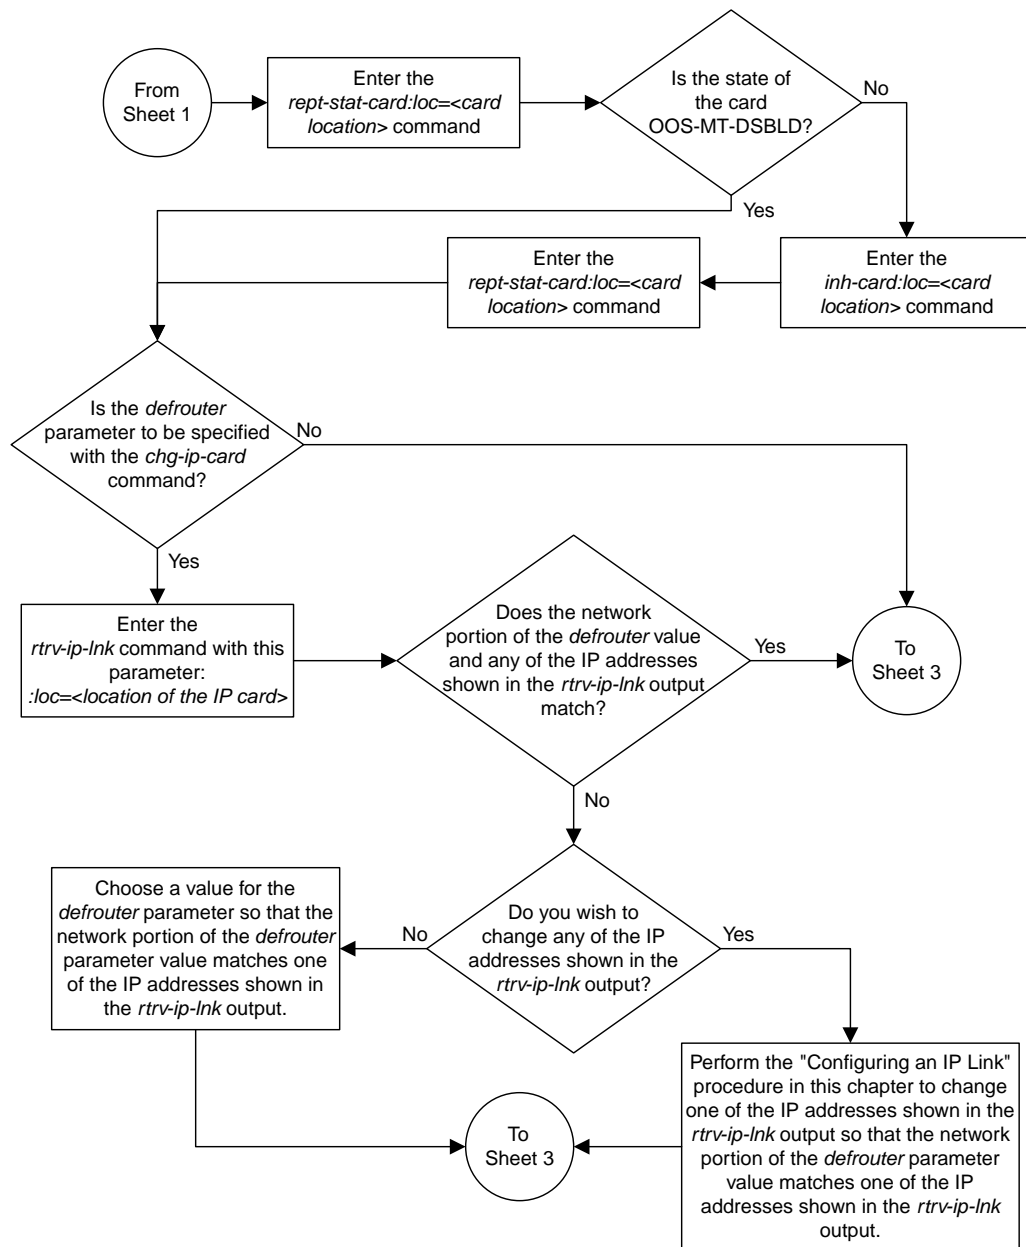 From
Sheet 1
Enter the
rept-stat-card:loc=<card
location> command
Is the state of
the card
OOS-MT-DSBLD?
No
Yes
Enter the
inh-card:loc=<card
location> command
Enter the
rept-stat-card:loc=<card
location> command
Is the defrouter
parameter to be specified
with the chg-ip-card
command?
No
Yes
Enter the
rtrv-ip-lnk command with this
parameter:
:loc=<location of the IP card>
Does the network
portion of the defrouter value
and any of the IP addresses
shown in the rtrv-ip-lnk output
match?
Yes
To
Sheet 3
No
Do you wish to
change any of the IP
addresses shown in the
rtrv-ip-lnk output?
No
Yes
Choose a value for the
defrouter parameter so that the
network portion of the defrouter
parameter value matches one
of the IP addresses shown in
the rtrv-ip-lnk output.
Perform the "Configuring an IP Link"
procedure in this chapter to change
one of the IP addresses shown in the
rtrv-ip-lnk output so that the network
portion of the defrouter parameter
value matches one of the IP
addresses shown in the rtrv-ip-lnk
output.
To
Sheet 3